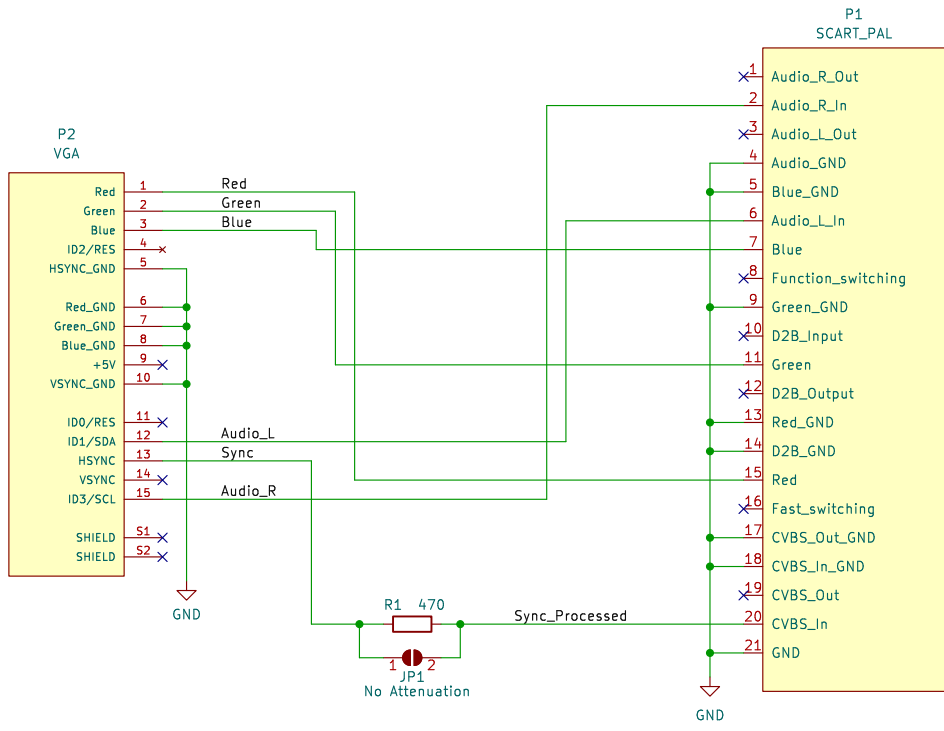 P1
SCART_PAL
1 Audio_R_Out
2 Audio_R_In
3 Audio_L_Out
4 Audio_GND
5 Blue_GND
6 Audio_L_In
7 Blue
8 Function_switching
9 Green_GND
10 D2B_Input
11 Green
12 D2B_Output
13 Red_GND
14 D2B_GND
15 Red
16 Fast_switching
17 CVBS_Out_GND
18 CVBS_In_GND
19 CVBS_Out
20 CVBS_In
21 GND
GND
P2
VGA
Red 1 Red
Green 2 Green
Blue 3 Blue
ID2/RES 4
HSYNC_GND 5
Red_GND 6
Green_GND 7
Blue_GND 8
+5V 9
VSYNC_GND 10
ID0/RES 11
ID1/SDA 12 Audio_L
HSYNC 13 Sync
VSYNC 14
ID3/SCL 15 Audio_R
SHIELD S1
SHIELD S2
GND
R1 470
Sync_Processed
1 2
JP1
No Attenuation